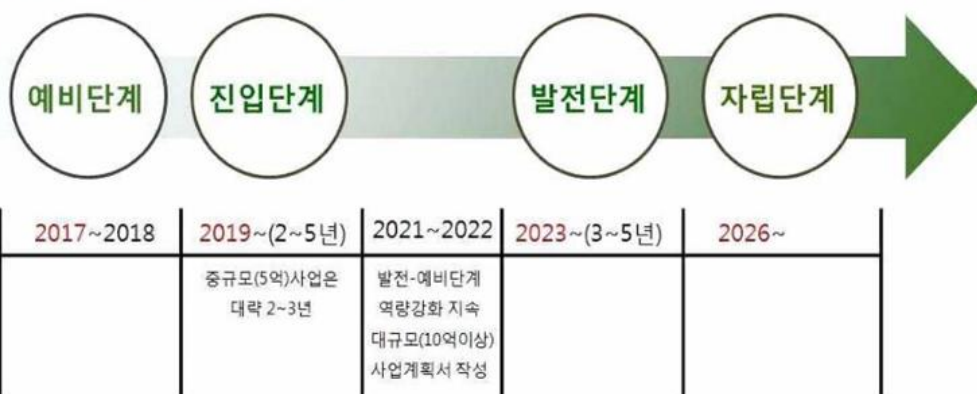 예비단계
진입단계
발전단계
자립단계
2017~2018
2019~(2~5년)
2021~2022
2023~(3~5년)
2026~
중규모(5억)사업은
대략 2~3년
발전-예비단계
역량강화 지속
대규모(10억이상)
사업계획서 작성